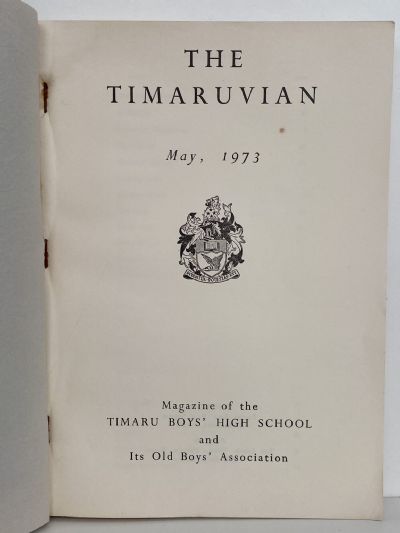 THE
TIMARUVIAN
May, 1973
Magazine of the
TIMARU BOYS' HIGH SCHOOL
and
Its Old Boys' Association